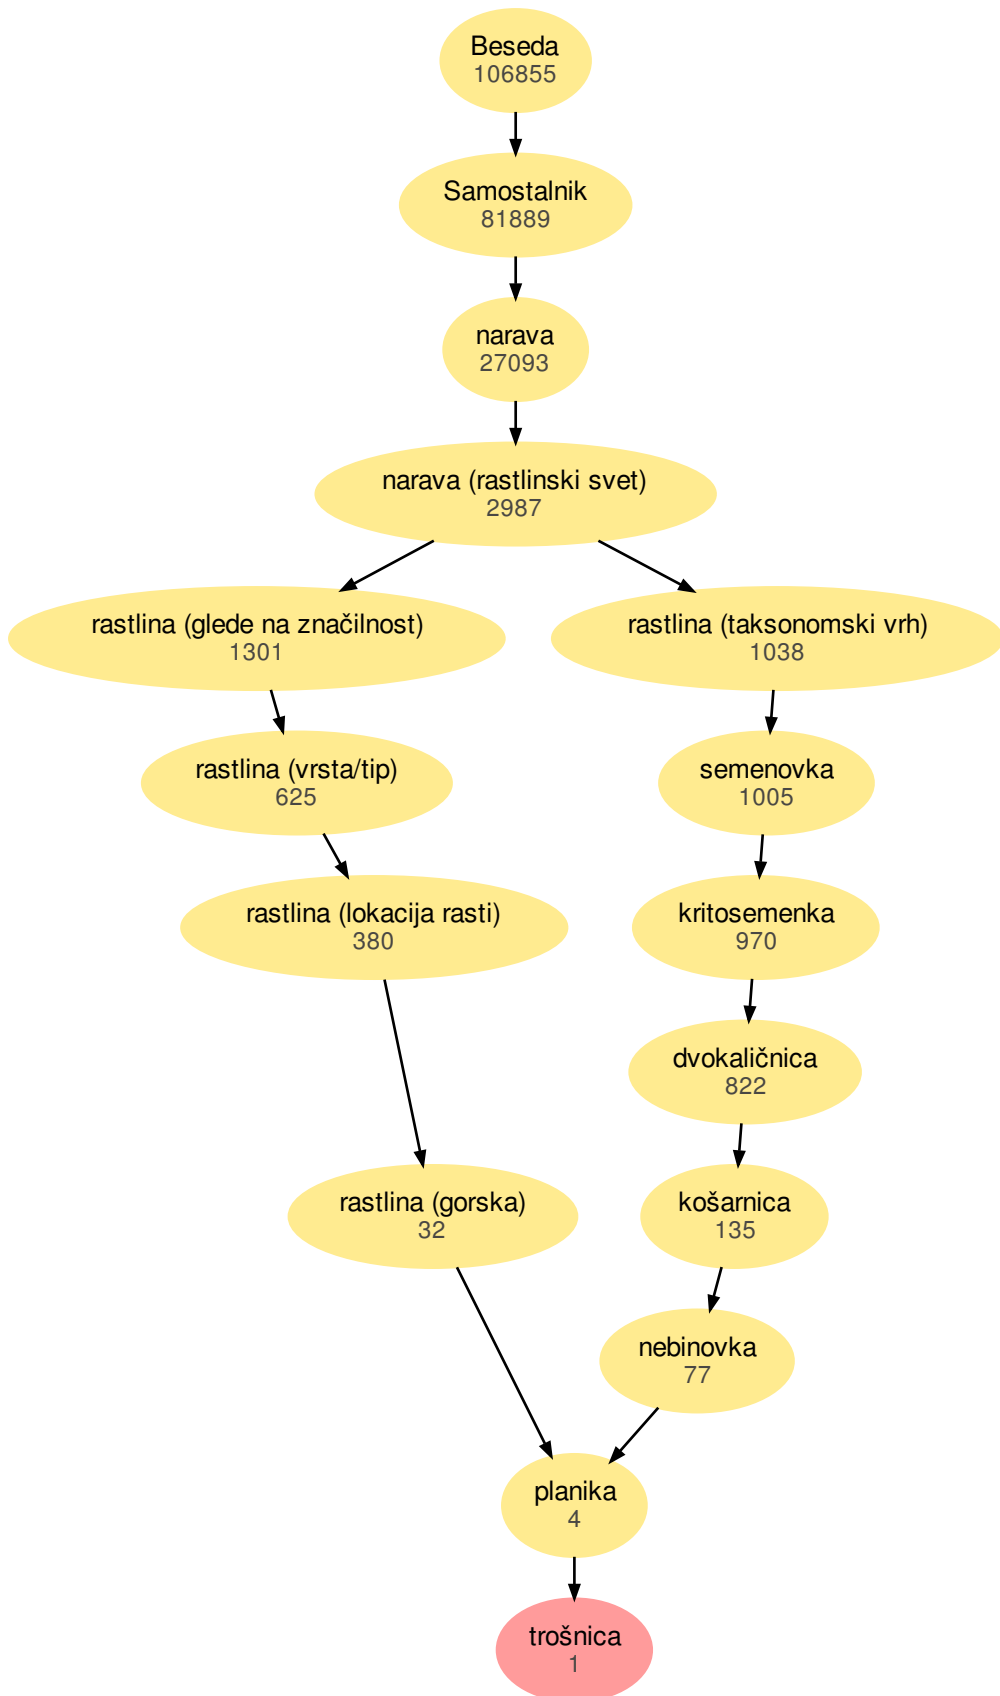 Beseda
106855
Samostalnik
81889
narava
27093
narava (rastlinski svet)
2987
rastlina (glede na značilnost)
1301
rastlina (taksonomski vrh)
1038
rastlina (vrsta/tip)
625
semenovka
1005
rastlina (lokacija rasti)
380
kritosemenka
970
dvokaličnica
822
rastlina (gorska)
32
košarnica
135
nebinovka
77
planika
4
trošnica
1